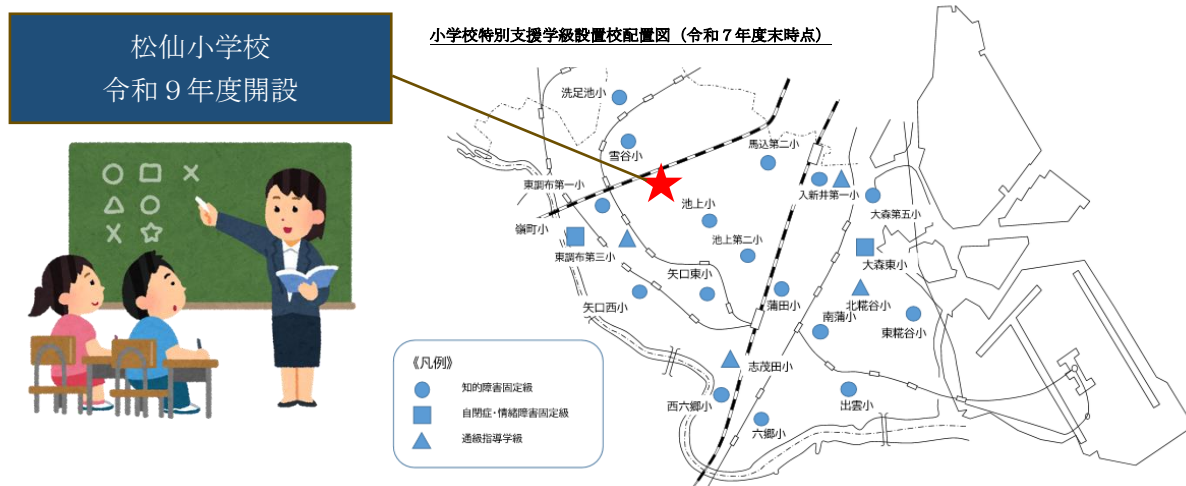 松仙小学校
令和９年度開設
小学校特別支援学級設置校配置図（令和７年度末時点）
洗足池小
雪谷小
馬込第二小
東調布第一小
入新井第一小
池上小
大森第五小
嶺町小
池上第二小
東調布第三小
大森東小
矢口東小
矢口西小
蒲田小
北糀谷小
南蒲小
東糀谷小
志茂田小
西六郷小
出雲小
六郷小
《凡例》
知的障害固定級
自閉症・情緒障害固定級
通級指導学級